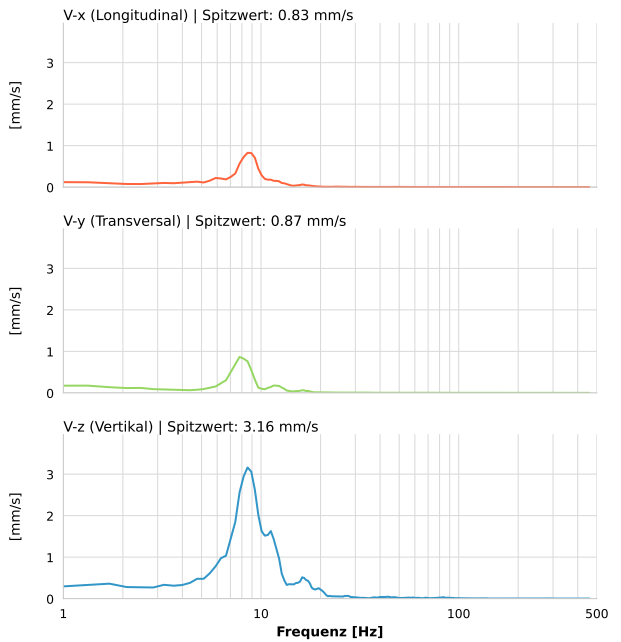 V-x (Longitudinal) | Spitzwert: 0.83 mm/s
[mm/s]
3
2
1
0
V-y (Transversal) | Spitzwert: 0.87 mm/s
[mm/s]
3
2
1
0
V-z (Vertikal) | Spitzwert: 3.16 mm/s
[mm/s]
3
2
1
0
1 10 100 500
Frequenz [Hz]